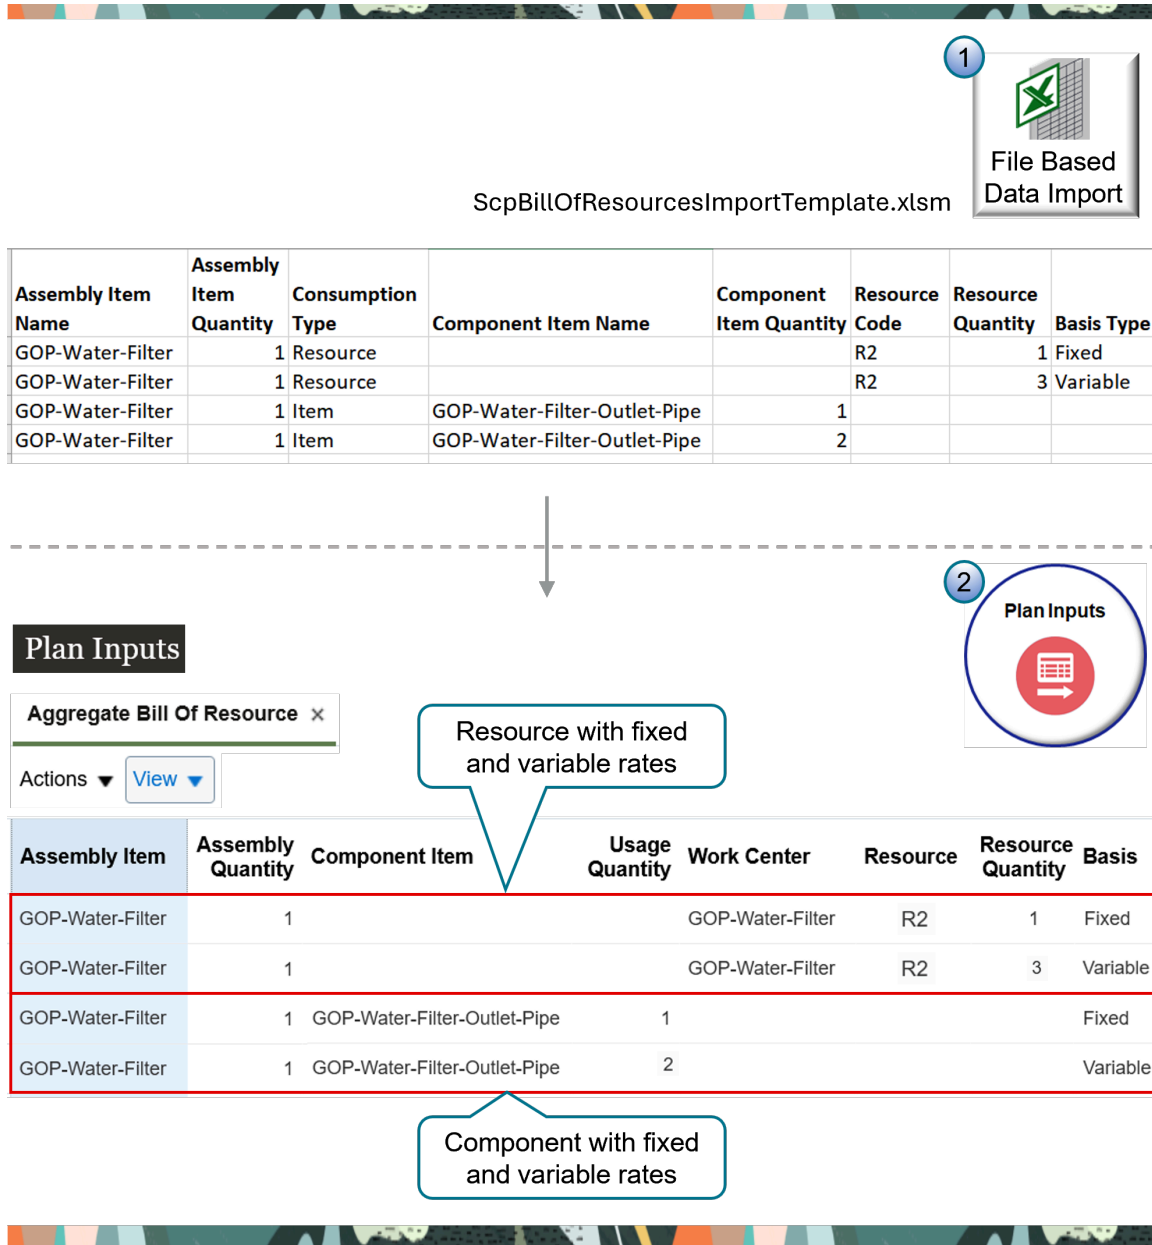 1
File Based
Data Import
ScpBillOfResourcesImportTemplate.xlsm
Assembly Item Name Assembly Item Quantity Consumption Type Component Item Name Component Item Quantity Resource Code Resource Quantity Basis Type
GOP-Water-Filter 1 Resource R2 1 Fixed
GOP-Water-Filter 1 Resource R2 3 Variable
GOP-Water-Filter 1 Item GOP-Water-Filter-Outlet-Pipe 1
GOP-Water-Filter 1 Item GOP-Water-Filter-Outlet-Pipe 2
2
Plan Inputs
Plan Inputs
Aggregate Bill Of Resource ×
Actions View
Resource with fixed
and variable rates
Assembly Item Assembly Quantity Component Item Usage Quantity Work Center Resource Resource Quantity Basis
GOP-Water-Filter 1 GOP-Water-Filter R2 1 Fixed
GOP-Water-Filter 1 GOP-Water-Filter R2 3 Variable
GOP-Water-Filter 1 GOP-Water-Filter-Outlet-Pipe 1 Fixed
GOP-Water-Filter 1 GOP-Water-Filter-Outlet-Pipe 2 Variable
Component with fixed
and variable rates